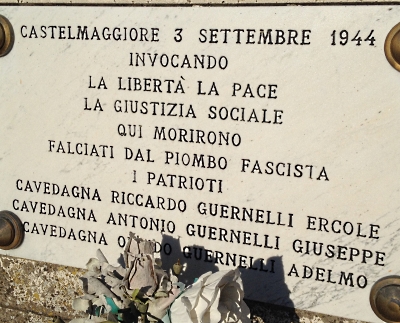 CASTELMAGGIORE 3 SETTEMBRE 1944
INVOCANDO
LA LIBERTÀ LA PACE
LA GIUSTIZIA SOCIALE
QUI MORIRONO
FALCIATI DAL PIOMBO FASCISTA
I PATRIOTI
CAVEDAGNA RICCARDO GUERNELLI ERCOLE
CAVEDAGNA ANTONIO GUERNELLI GIUSEPPE
CAVEDAGNA GUERNELLI ADELMO